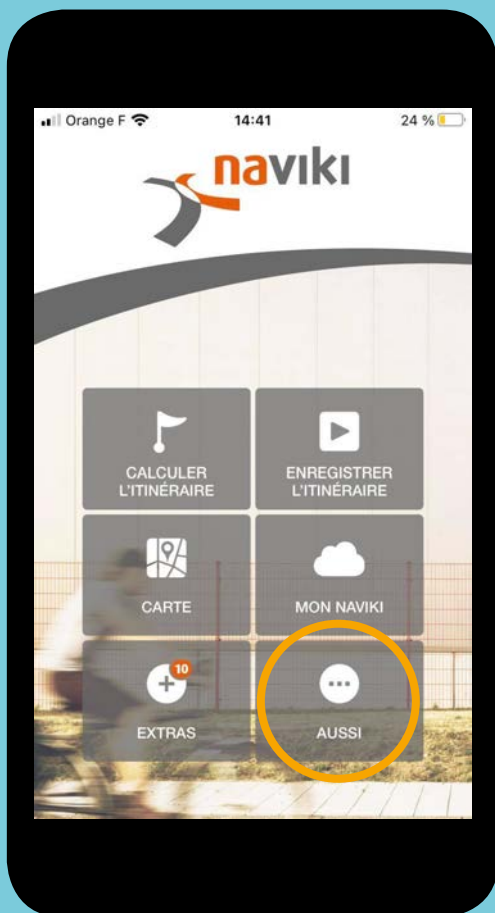 Orange F 14:41 24 %
naviki
CALCULER
L'ITINÉRAIRE
ENREGISTRER
L'ITINÉRAIRE
CARTE
MON NAVIKI
10
EXTRAS
AUSSI